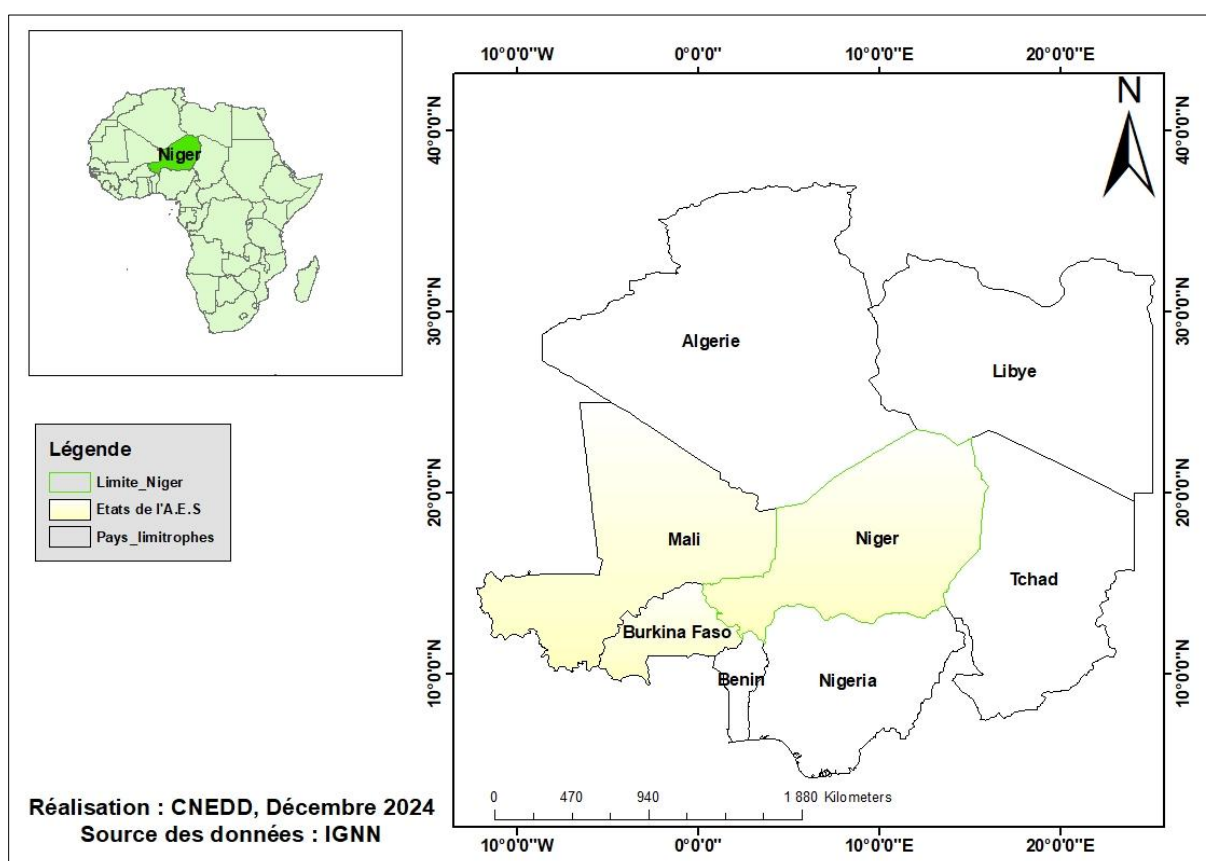 Niger
Légende
Limite_Niger
Etats de l'A.E.S
Pays_limitrophes
Réalisation : CNEDD, Décembre 2024
Source des données : IGNN
10°0'0"W 0°0'0" 10°0'0"E 20°0'0"E
N
40°0'0"N 40°0'0"N
30°0'0"N 30°0'0"N
20°0'0"N 20°0'0"N
10°0'0"N 10°0'0"N
Algerie
Libye
Mali
Niger
Tchad
Burkina Faso
Benin
Nigeria
0 470 940 1 880 Kilometers
10°0'0"W 0°0'0" 10°0'0"E 20°0'0"E